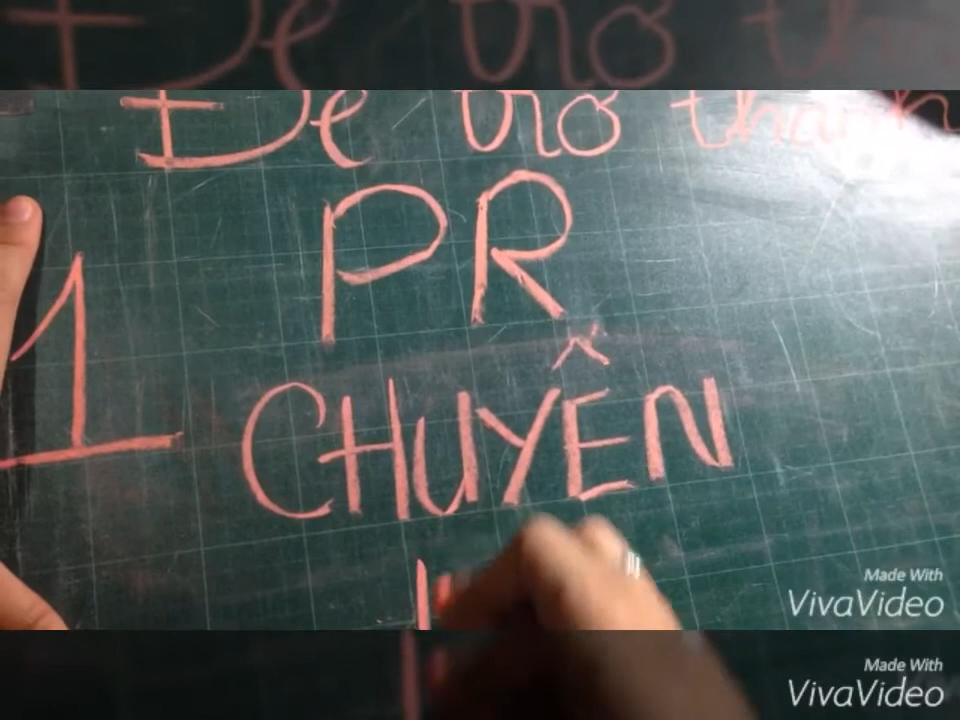 Để trở thành
1
PR
CHUYÊN
Made With
VivaVideo
Made With
VivaVideo